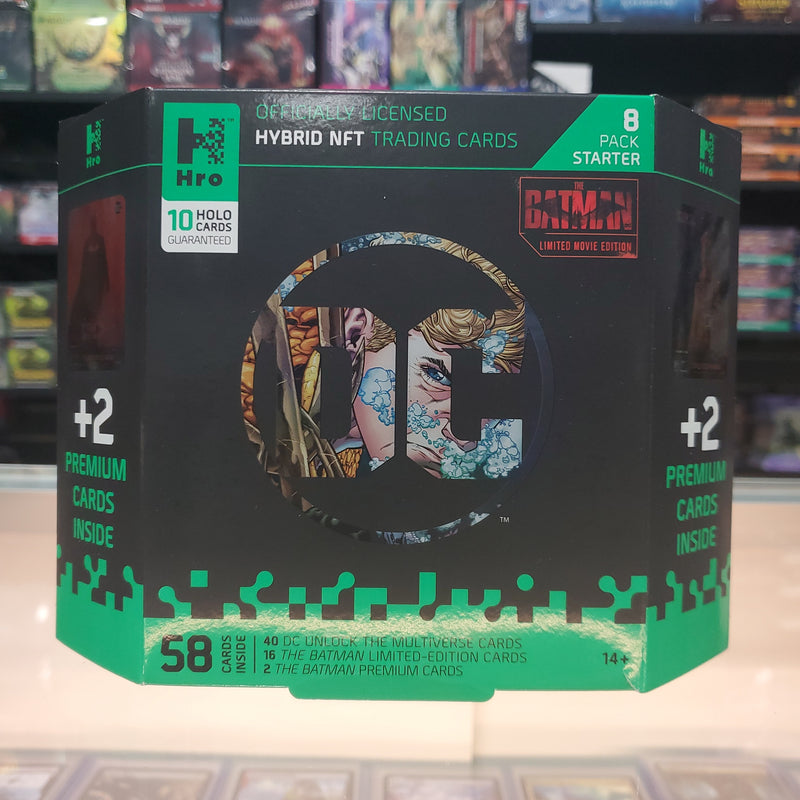 Hro
OFFICIALLY LICENSED
HYBRID NFT TRADING CARDS
8
PACK
STARTER
10 HOLO
CARDS
GUARANTEED
THE
BATMAN
LIMITED MOVIE EDITION
DC
TM
Hro
+2
PREMIUM
CARDS
INSIDE
Hro
+2
PREMIUM
CARDS
INSIDE
58 CARDS
INSIDE
40 DC UNLOCK THE MULTIVERSE CARDS
16 THE BATMAN LIMITED-EDITION CARDS
2 THE BATMAN PREMIUM CARDS
14+